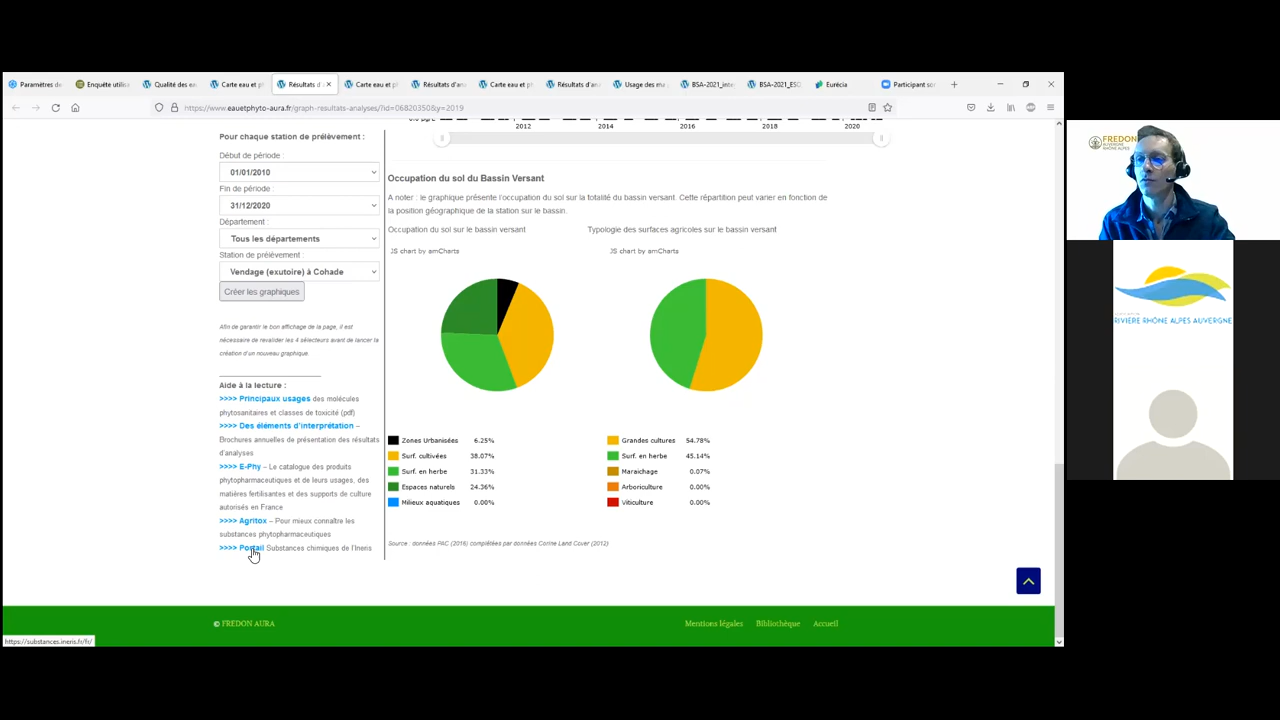 Paramètres de
Enquête utilis
Qualité des ea
Carte eau et p
Résultats d'
Carte eau et p
Résultats d'an
Carte eau et p
Résultats d'an
Usage des ma
BSA-2021_inte
BSA-2021_ESO
Eurécia
Participant sor
https://www.eauetphyto-aura.fr/graph-resultats-analyses/?id=06820350&y=2019
2012
2014
2016
2018
2020
Pour chaque station de prélèvement :
Début de période :
01/01/2010
Fin de période :
31/12/2020
Département :
Tous les départements
Station de prélèvement :
Vendage (exutoire) à Cohade
Créer les graphiques
Afin de garantir le bon affichage de la page, il est
nécessaire de revalider les 4 sélecteurs avant de lancer la
création d'un nouveau graphique.
Aide à la lecture :
>>>> Principaux usages des molécules
phytosanitaires et classes de toxicité (pdf)
>>>> Des éléments d'interprétation –
Brochures annuelles de présentation des résultats
d'analyses
>>>> E-Phy – Le catalogue des produits
phytopharmaceutiques et de leurs usages, des
matières fertilisantes et des supports de culture
autorisés en France
>>>> Agritox – Pour mieux connaître les
substances phytopharmaceutiques
>>>> Portail Substances chimiques de l'Ineris
Occupation du sol du Bassin Versant
A noter : le graphique présente l'occupation du sol sur la totalité du bassin versant. Cette répartition peut varier en fonction de
la position géographique de la station sur le bassin.
Occupation du sol sur le bassin versant
JS chart by amCharts
Zones Urbanisées 6.25%
Surf. cultivées 38.07%
Surf. en herbe 31.33%
Espaces naturels 24.36%
Milieux aquatiques 0.00%
Typologie des surfaces agricoles sur le bassin versant
JS chart by amCharts
Grandes cultures 54.78%
Surf. en herbe 45.14%
Maraichage 0.07%
Arboriculture 0.00%
Viticulture 0.00%
Source : données PAC (2016) complétées par données Corine Land Cover (2012)
© FREDON AURA
Mentions légales
Bibliothèque
Accueil
https://substances.ineris.fr/fr/
FREDON
AUVERGNE
RHÔNE ALPES
RIVIERE RHÔNE ALPES AUVERGNE